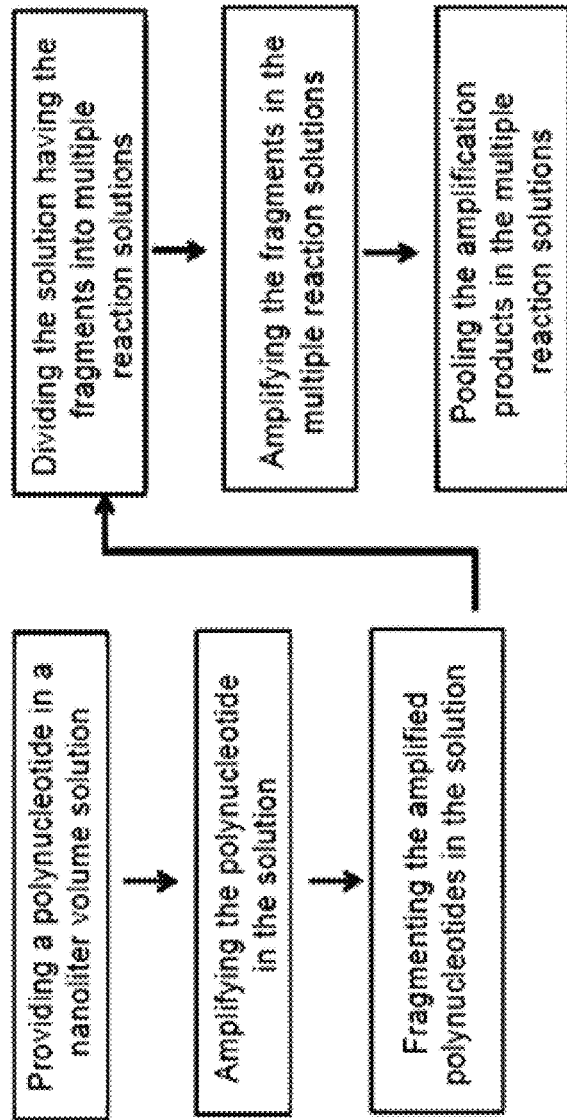 Providing a polynucleotide in a
nanoliter volume solution
Amplifying the polynucleotide
in the solution
Fragmenting the amplified
polynucleotides in the solution
Dividing the solution having the
fragments into multiple
reaction solutions
Amplifying the fragments in the
multiple reaction solutions
Pooling the amplification
products in the multiple
reaction solutions